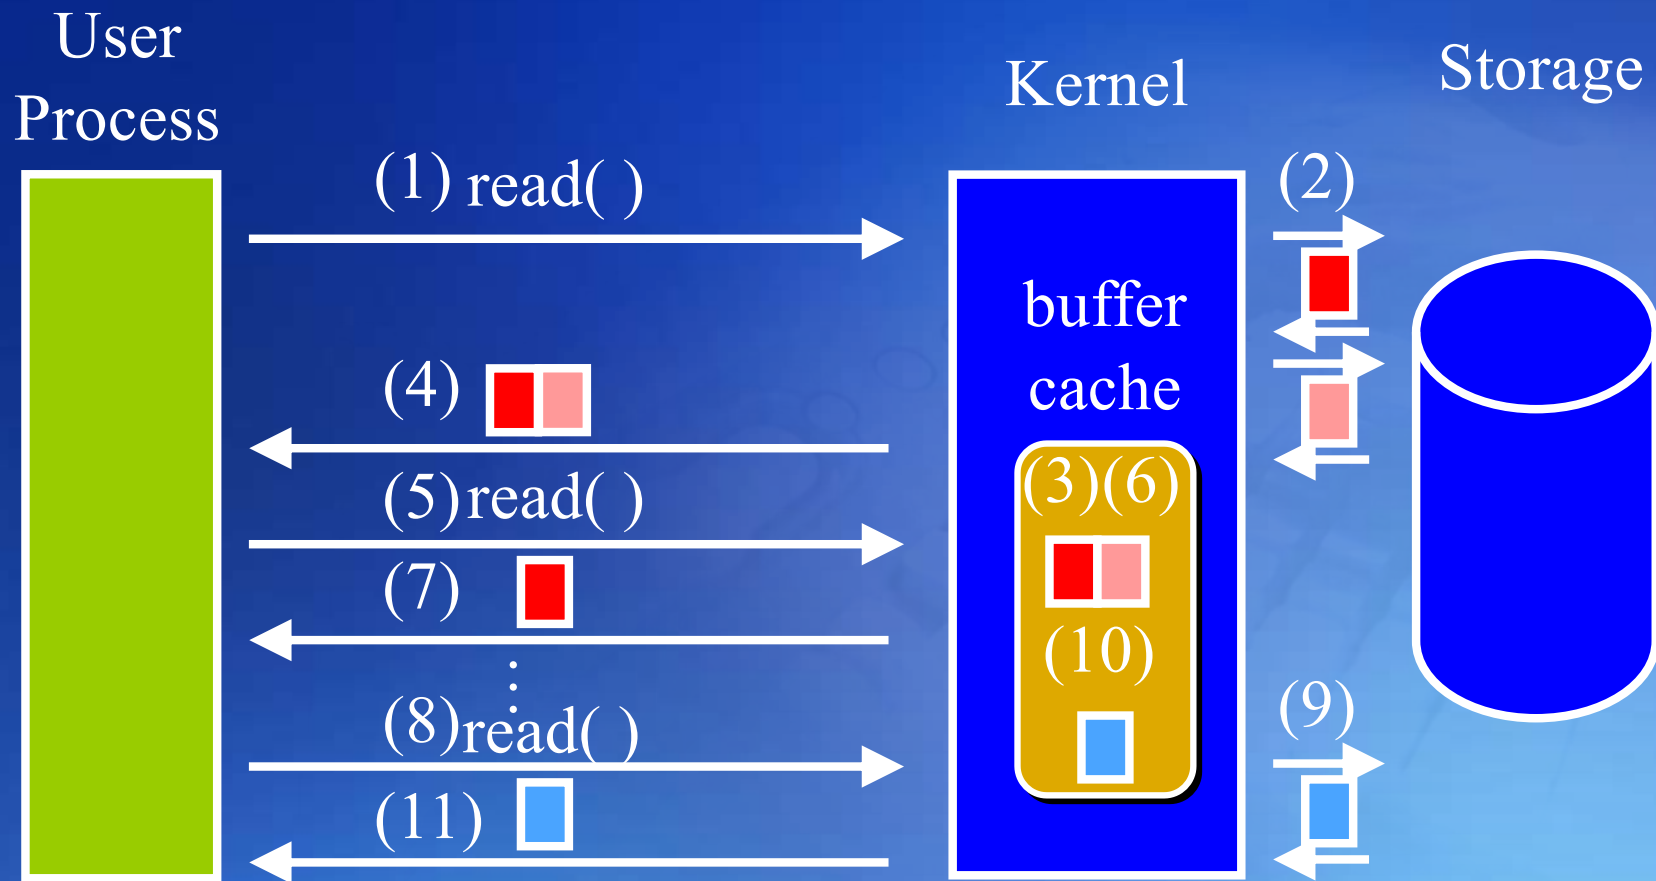 User
Process
Kernel
Storage
(1) read( )
(2)
buffer
cache
(4)
(3)(6)
(5) read( )
(7)
(10)
(8) read( )
(9)
(11)